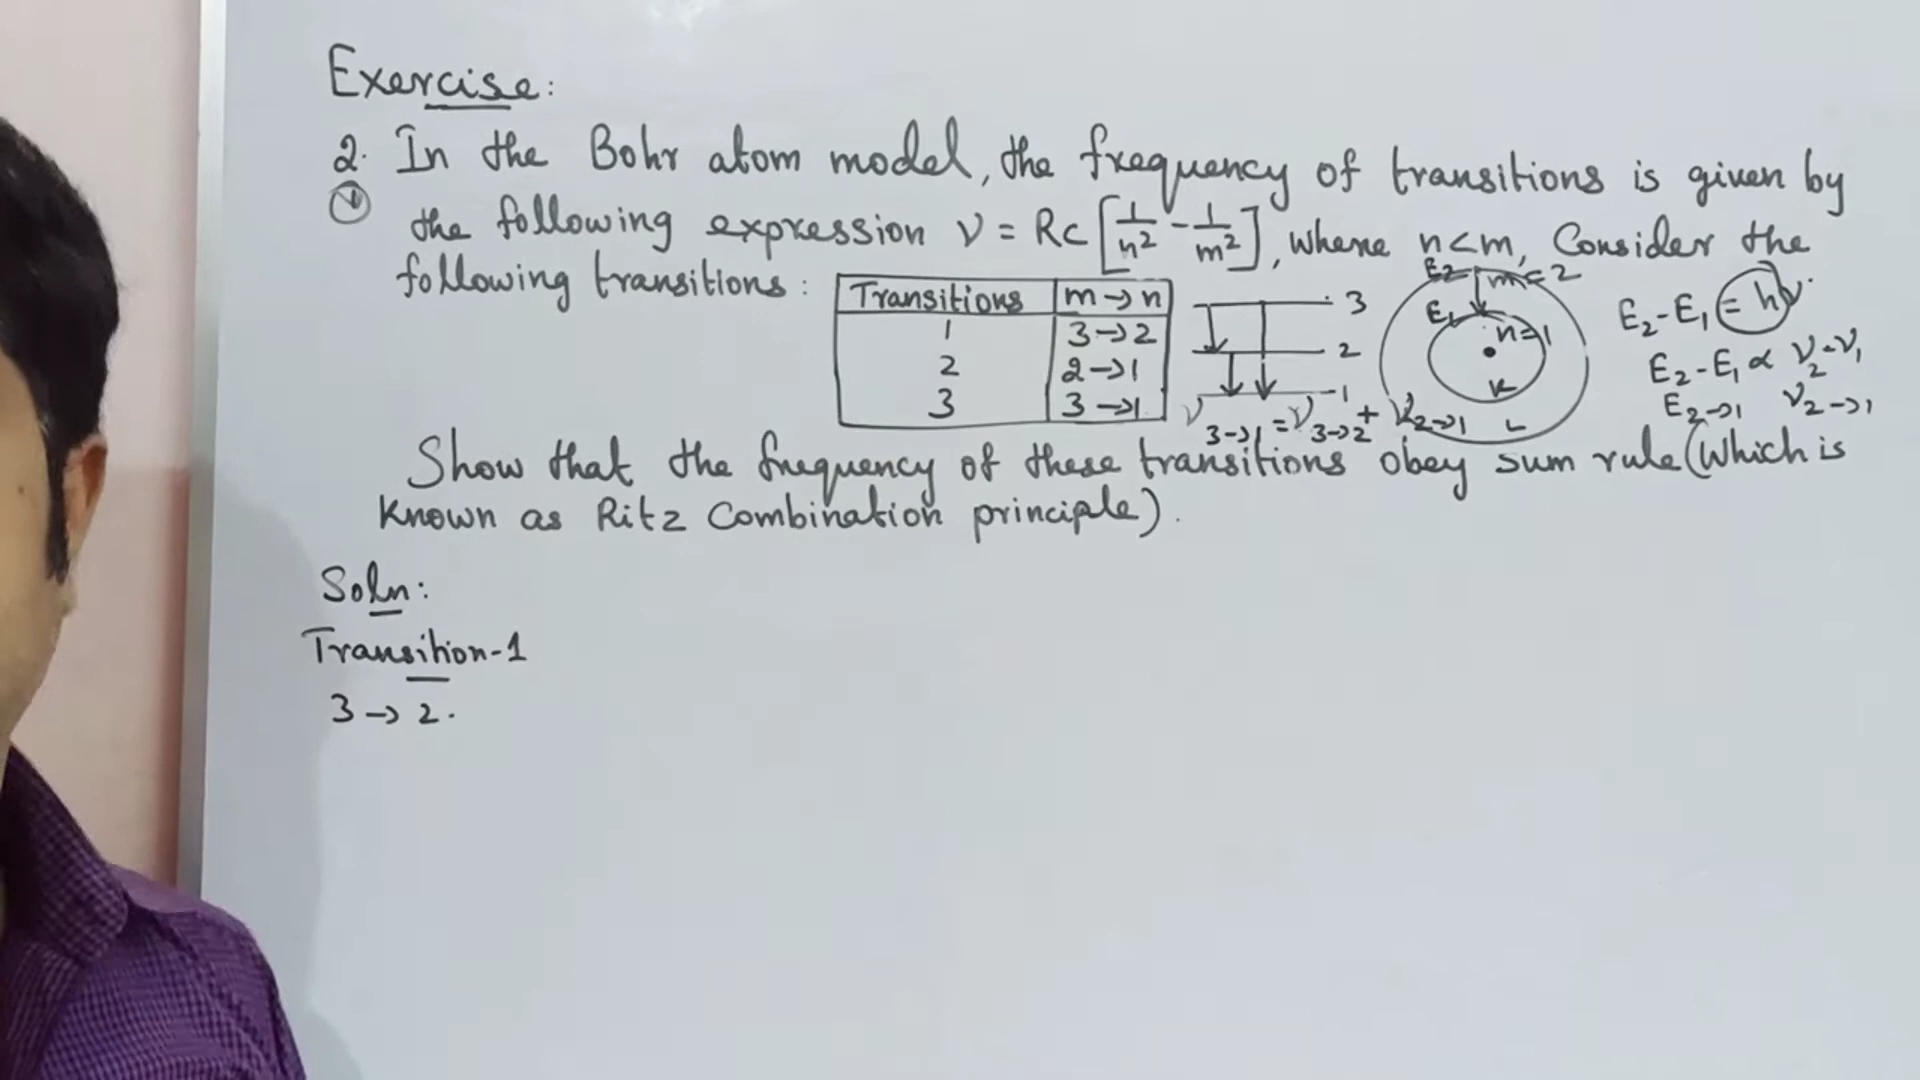 Exercise:
2. In the Bohr atom model, the frequency of transitions is given by
the following expression ν = Rc [1/n² - 1/m²], where n<m, Consider the
following transitions:
Transitions m→n
1 3→2
2 2→1
3 3→1
3
2
1
ν3→1 = ν3→2 + ν2→1
E2 m=2
E1 n=1
K
L
E2-E1 = hν.
E2-E1 ∝ ν2-ν1
E2→1 ν2→1
Show that the frequency of these transitions obey sum rule (which is
known as Ritz Combination principle).
Soln:
Transition-1
3→2.